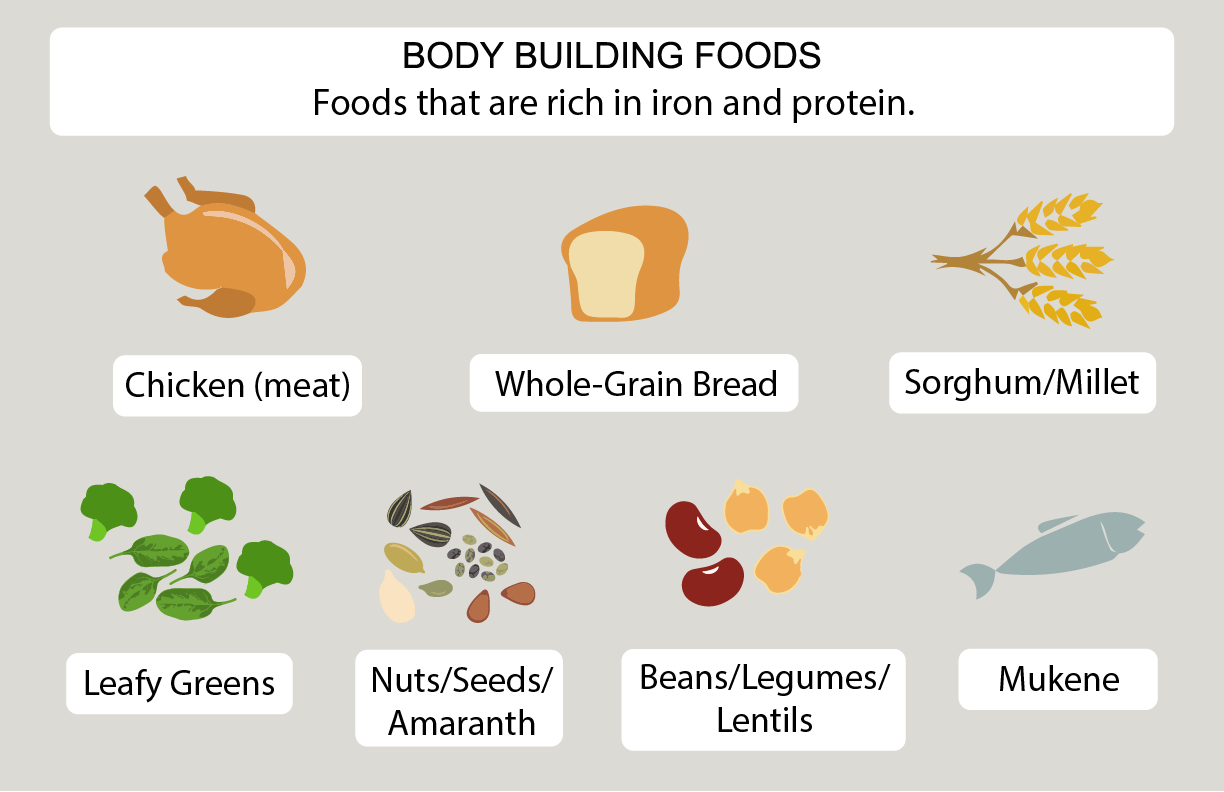 BODY BUILDING FOODS
Foods that are rich in iron and protein.
Chicken (meat)
Whole-Grain Bread
Sorghum/Millet
Leafy Greens
Nuts/Seeds/
Amaranth
Beans/Legumes/
Lentils
Mukene